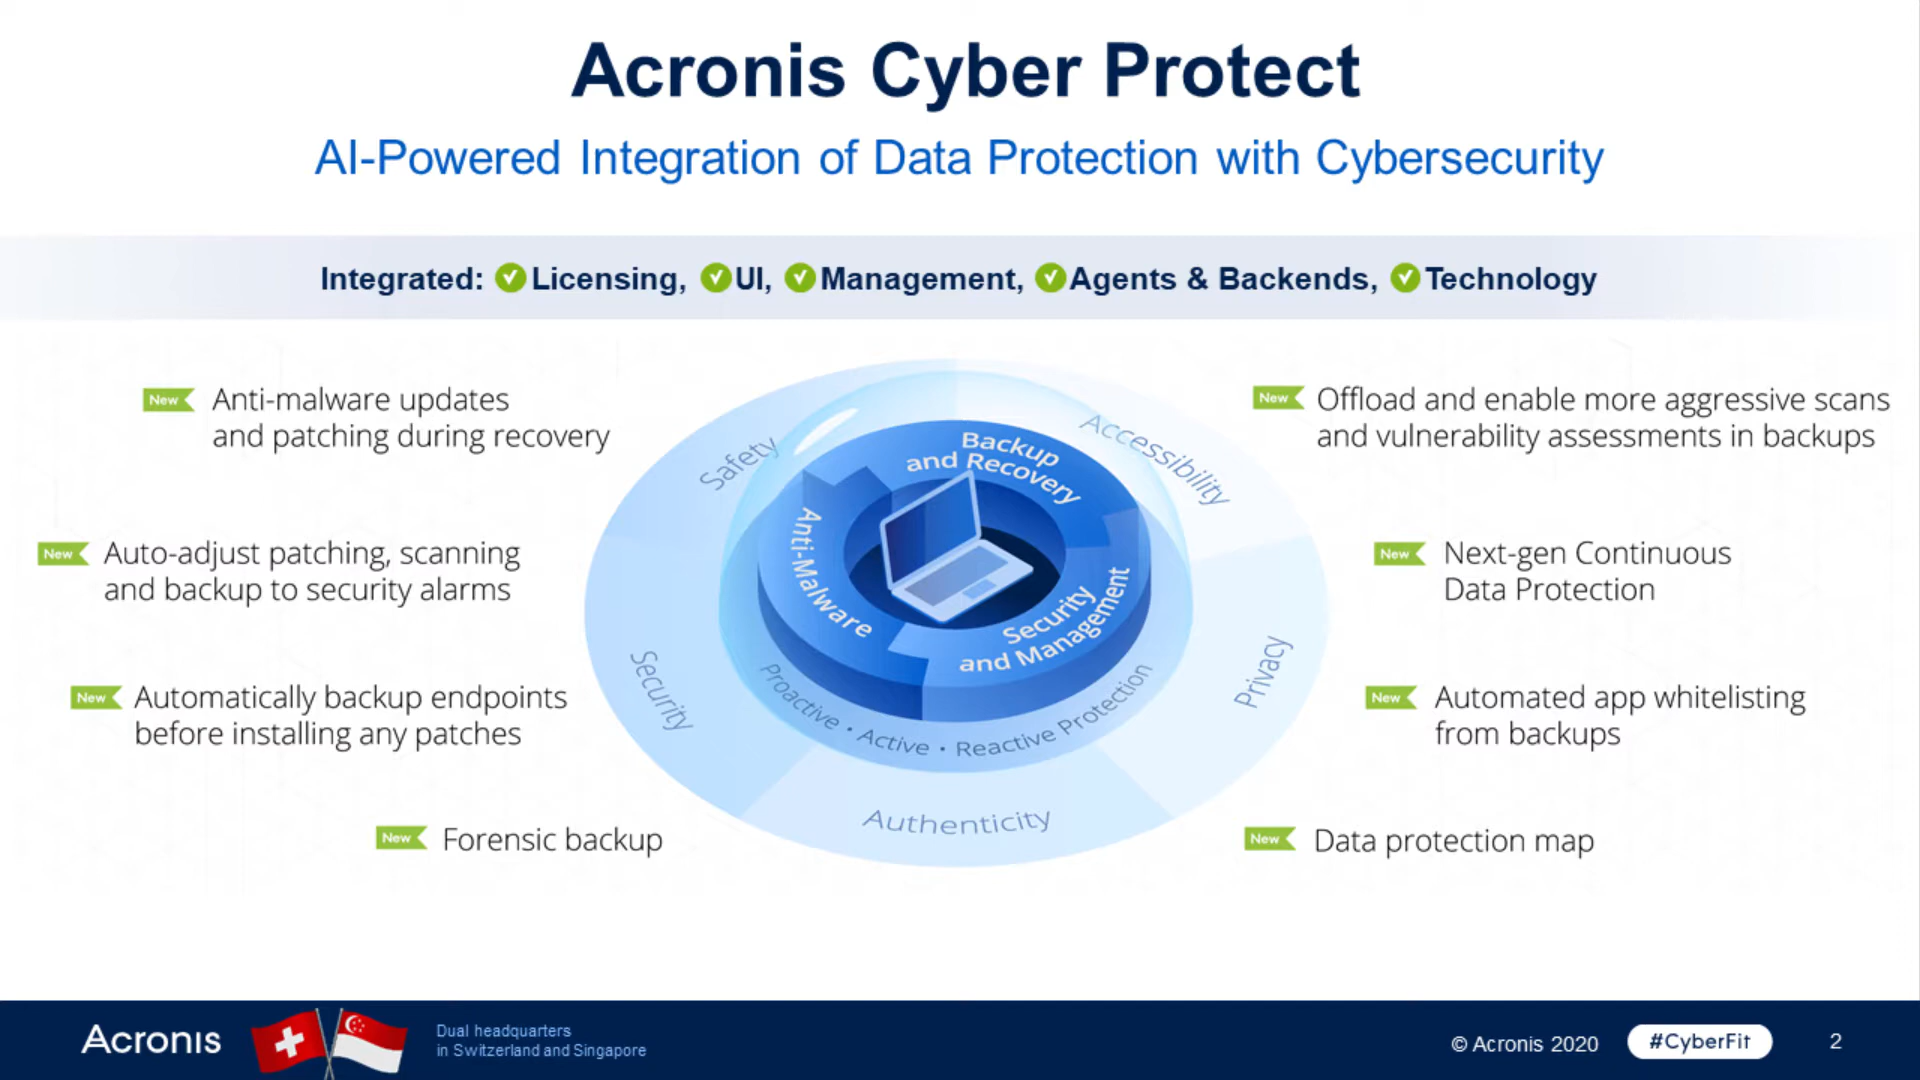 Acronis Cyber Protect
AI-Powered Integration of Data Protection with Cybersecurity
Integrated: Licensing, UI, Management, Agents & Backends, Technology
New Anti-malware updates
and patching during recovery
New Auto-adjust patching, scanning
and backup to security alarms
New Automatically backup endpoints
before installing any patches
New Forensic backup
Safety
Accessibility
Security
Privacy
Authenticity
Backup
and Recovery
Anti-Malware
Security
and Management
Proactive • Active • Reactive Protection
New Offload and enable more aggressive scans
and vulnerability assessments in backups
New Next-gen Continuous
Data Protection
New Automated app whitelisting
from backups
New Data protection map
Acronis
Dual headquarters
in Switzerland and Singapore
© Acronis 2020
#CyberFit
2